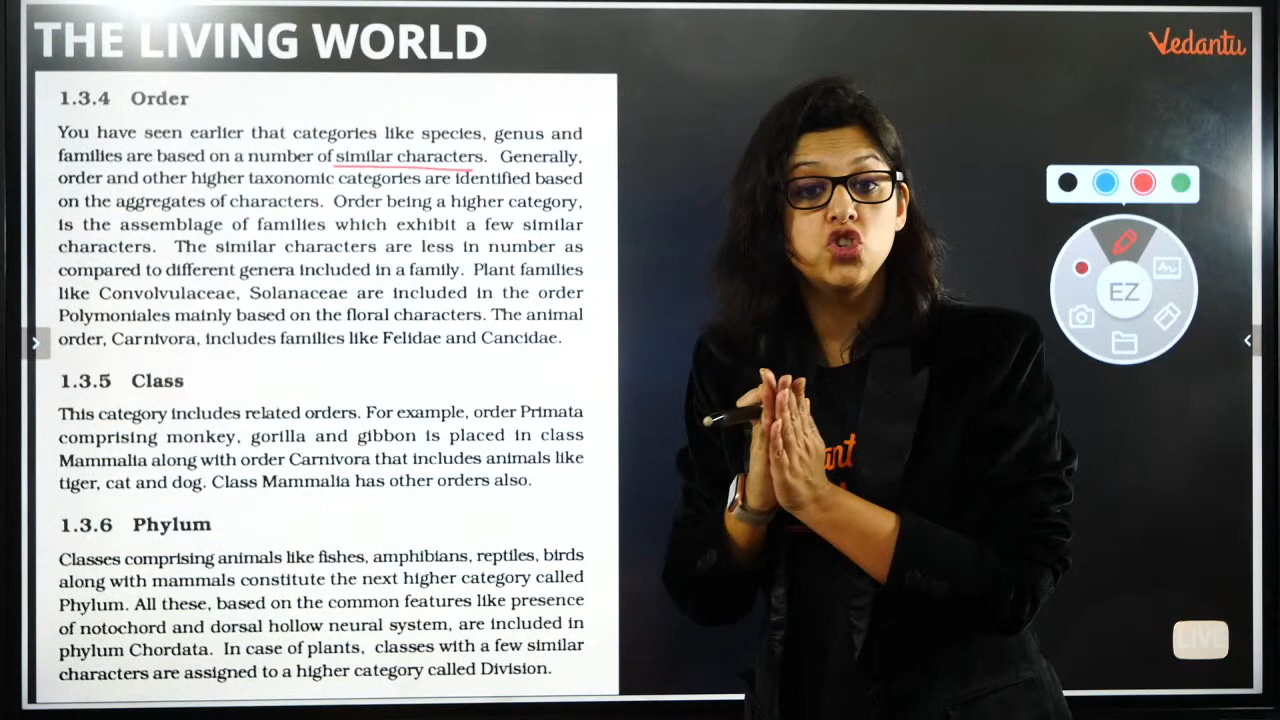 THE LIVING WORLD
Vedantu
1.3.4 Order
You have seen earlier that categories like species, genus and
families are based on a number of similar characters. Generally,
order and other higher taxonomic categories are identified based
on the aggregates of characters. Order being a higher category,
is the assemblage of families which exhibit a few similar
characters. The similar characters are less in number as
compared to different genera included in a family. Plant families
like Convolvulaceae, Solanaceae are included in the order
Polymoniales mainly based on the floral characters. The animal
order, Carnivora, includes families like Felidae and Cancidae.
1.3.5 Class
This category includes related orders. For example, order Primata
comprising monkey, gorilla and gibbon is placed in class
Mammalia along with order Carnivora that includes animals like
tiger, cat and dog. Class Mammalia has other orders also.
1.3.6 Phylum
Classes comprising animals like fishes, amphibians, reptiles, birds
along with mammals constitute the next higher category called
Phylum. All these, based on the common features like presence
of notochord and dorsal hollow neural system, are included in
phylum Chordata. In case of plants, classes with a few similar
characters are assigned to a higher category called Division.
EZ
ant
LIVE